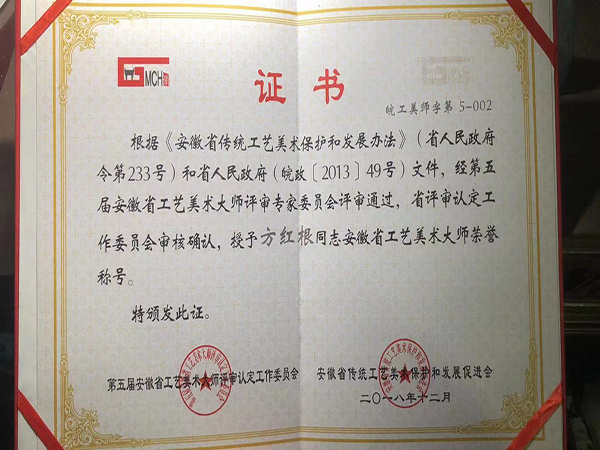 MCH
证书
皖工美师字第 5-002
根据《安徽省传统工艺美术保护和发展办法》（省人民政府
令第233号）和省人民政府（皖政〔2013〕49号）文件，经第五
届安徽省工艺美术大师评审专家委员会评审通过，省评审认定工
作委员会审核确认，授予方红根同志安徽省工艺美术大师荣誉
称号。
特颁发此证。
第五届安徽省工艺美术大师评审认定工作委员会
安徽省传统工艺美术保护和发展促进会
二〇一八年十二月